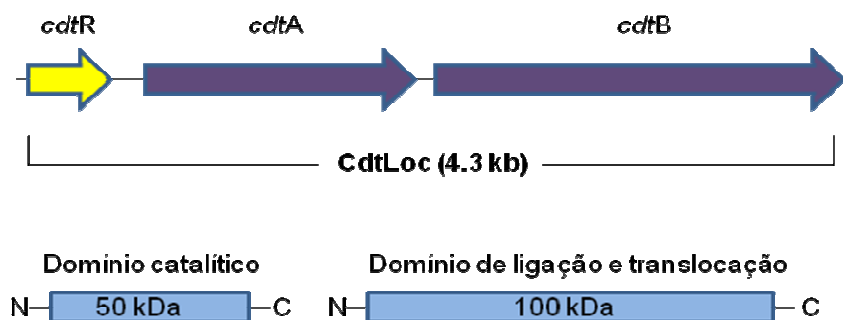 cdtR cdtA cdtB
CdtLoc (4.3 kb)
Domínio catalítico Domínio de ligação e translocação
N 50 kDa C N 100 kDa C